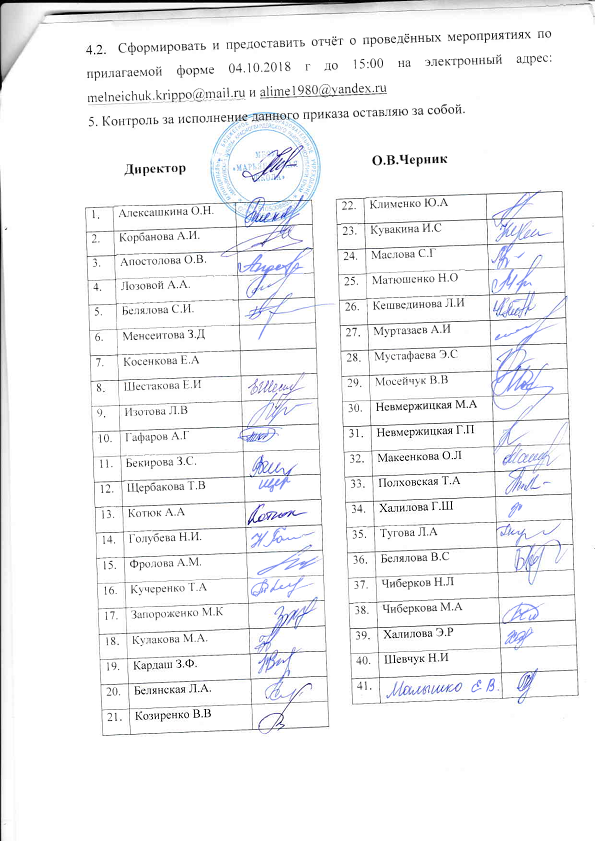 4.2. Сформировать и предоставить отчёт о проведённых мероприятиях по
прилагаемой форме 04.10.2018 г до 15:00 на электронный адрес:
melneichuk.krippo@mail.ru и alime1980@yandex.ru
5. Контроль за исполнение данного приказа оставляю за собой.
Директор О.В.Черник
1. Алексашкина О.Н.
2. Корбанова А.И.
3. Апостолова О.В.
4. Лозовой А.А.
5. Белялова С.И.
6. Менсеитова З.Д
7. Косенкова Е.А
8. Шестакова Е.И
9. Изотова Л.В
10. Гафаров А.Г
11. Бекирова З.С.
12. Щербакова Т.В
13. Котюк А.А
14. Голубева Н.И.
15. Фролова А.М.
16. Кучеренко Т.А
17. Запороженко М.К
18. Кулакова М.А.
19. Кардаш З.Ф.
20. Белянская Л.А.
21. Козиренко В.В
22. Клименко Ю.А
23. Кувакина И.С
24. Маслова С.Г
25. Матюшенко Н.О
26. Кешвединова Л.И
27. Муртазаев А.И
28. Мустафаева Э.С
29. Мосейчук В.В
30. Невмержицкая М.А
31. Невмержицкая Г.П
32. Макеенкова О.Л
33. Полховская Т.А
34. Халилова Г.Ш
35. Тугова Л.А
36. Белялова В.С
37. Чиберков Н.Л
38. Чиберкова М.А
39. Халилова Э.Р
40. Шевчук Н.И
41. Малышко Е.В.